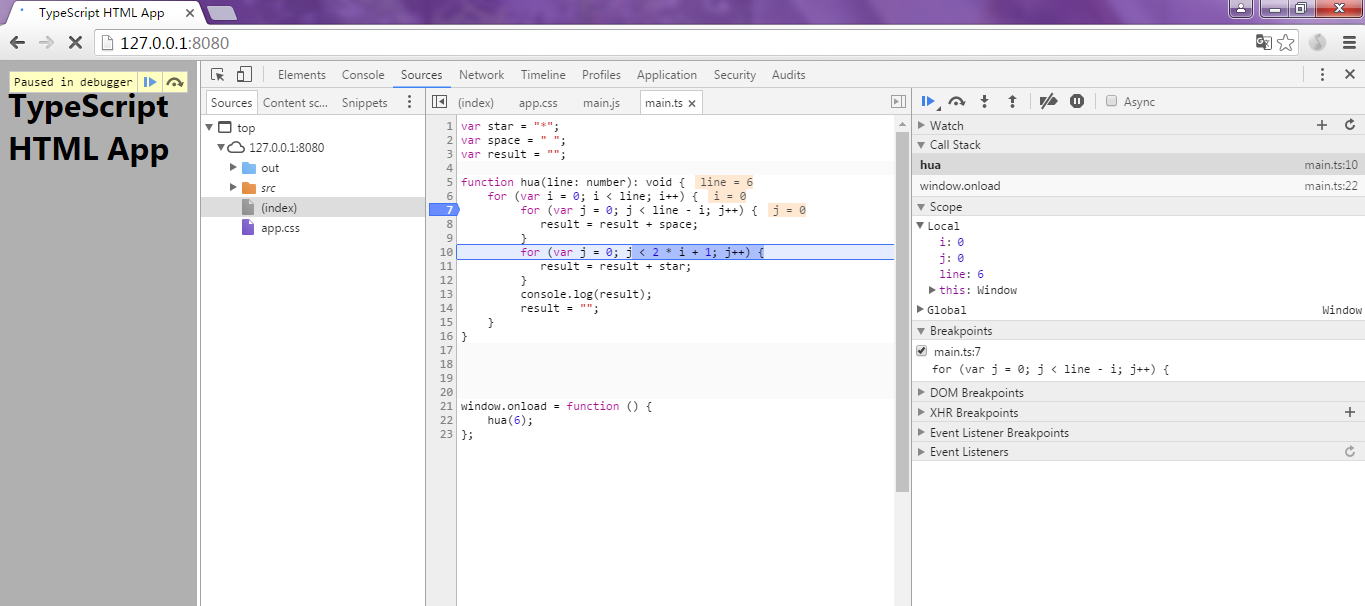 TypeScript HTML App
127.0.0.1:8080
Paused in debugger
TypeScript
HTML App
Elements Console Sources Network Timeline Profiles Application Security Audits
Sources Content sc... Snippets
top
127.0.0.1:8080
out
src
(index)
app.css
(index) app.css main.js main.ts
1 var star = "*";
2 var space = " ";
3 var result = "";
4
5 function hua(line: number): void { line = 6
6 for (var i = 0; i < line; i++) { i = 0
7 for (var j = 0; j < line - i; j++) { j = 0
8 result = result + space;
9 }
10 for (var j = 0; j < 2 * i + 1; j++) {
11 result = result + star;
12 }
13 console.log(result);
14 result = "";
15 }
16 }
17
18
19
20
21 window.onload = function () {
22 hua(6);
23 };
Async
Watch
Call Stack
hua main.ts:10
window.onload main.ts:22
Scope
Local
i: 0
j: 0
line: 6
this: Window
Global Window
Breakpoints
main.ts:7
for (var j = 0; j < line - i; j++) {
DOM Breakpoints
XHR Breakpoints
Event Listener Breakpoints
Event Listeners